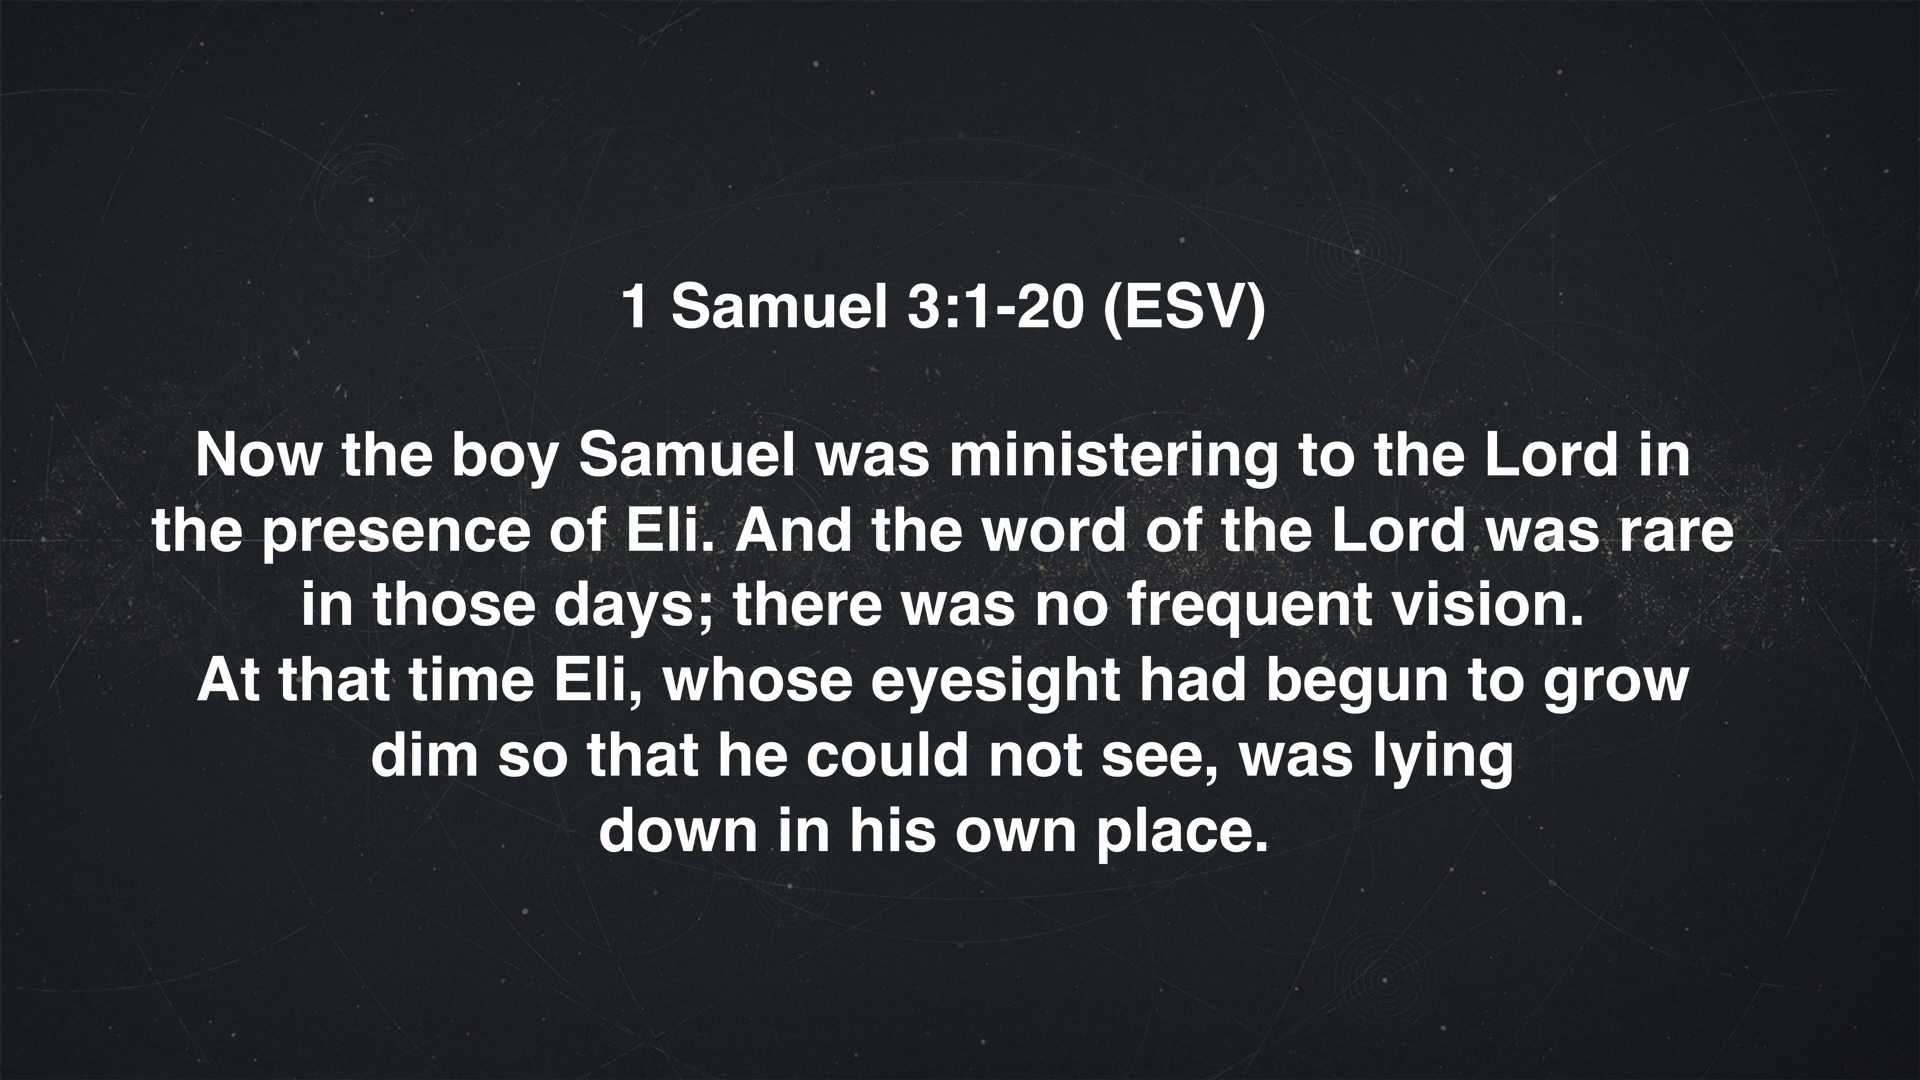 1 Samuel 3:1-20 (ESV)
Now the boy Samuel was ministering to the Lord in
the presence of Eli. And the word of the Lord was rare
in those days; there was no frequent vision.
At that time Eli, whose eyesight had begun to grow
dim so that he could not see, was lying
down in his own place.